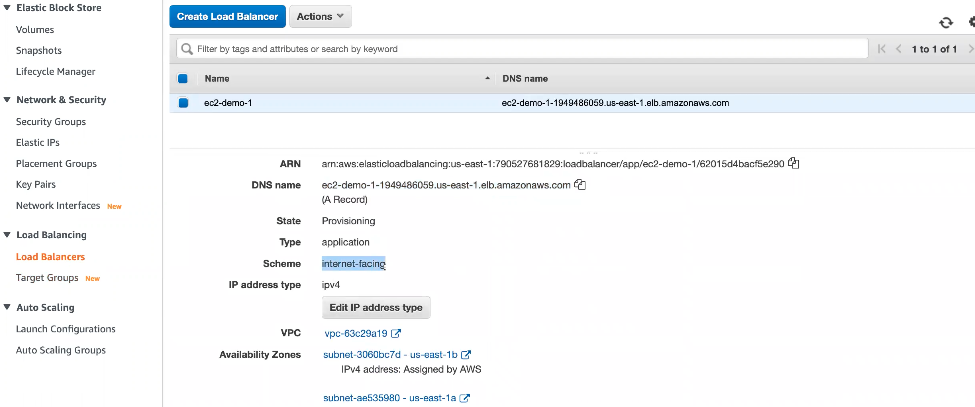 Elastic Block Store
Volumes
Snapshots
Lifecycle Manager
Network & Security
Security Groups
Elastic IPs
Placement Groups
Key Pairs
Network Interfaces New
Load Balancing
Load Balancers
Target Groups New
Auto Scaling
Launch Configurations
Auto Scaling Groups
Create Load Balancer Actions
Filter by tags and attributes or search by keyword 1 to 1 of 1
Name DNS name
ec2-demo-1 ec2-demo-1-1949486059.us-east-1.elb.amazonaws.com
ARN arn:aws:elasticloadbalancing:us-east-1:790527681829:loadbalancer/app/ec2-demo-1/62015d4bacf5e290
DNS name ec2-demo-1-1949486059.us-east-1.elb.amazonaws.com
(A Record)
State Provisioning
Type application
Scheme internet-facing
IP address type ipv4
Edit IP address type
VPC vpc-63c29a19
Availability Zones subnet-3060bc7d - us-east-1b
IPv4 address: Assigned by AWS
subnet-ae535980 - us-east-1a